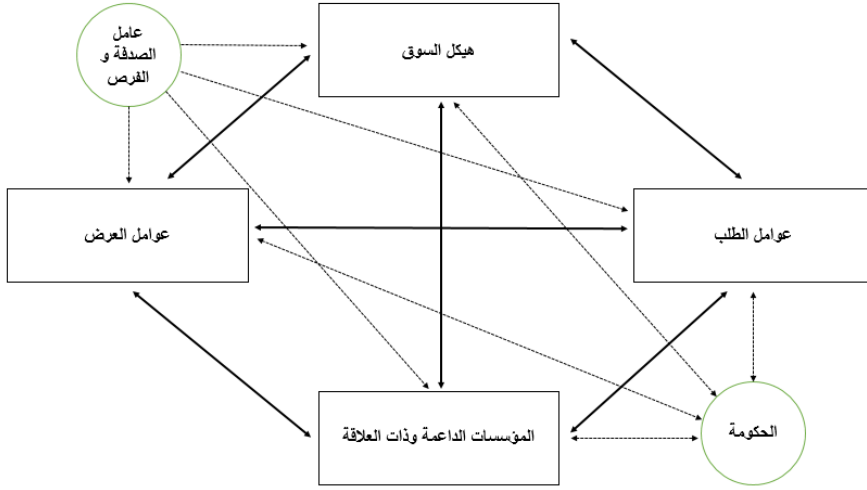 عامل
الصدفة و
الفرص
هيكل السوق
عوامل العرض
عوامل الطلب
المؤسسات الداعمة وذات العلاقة
الحكومة